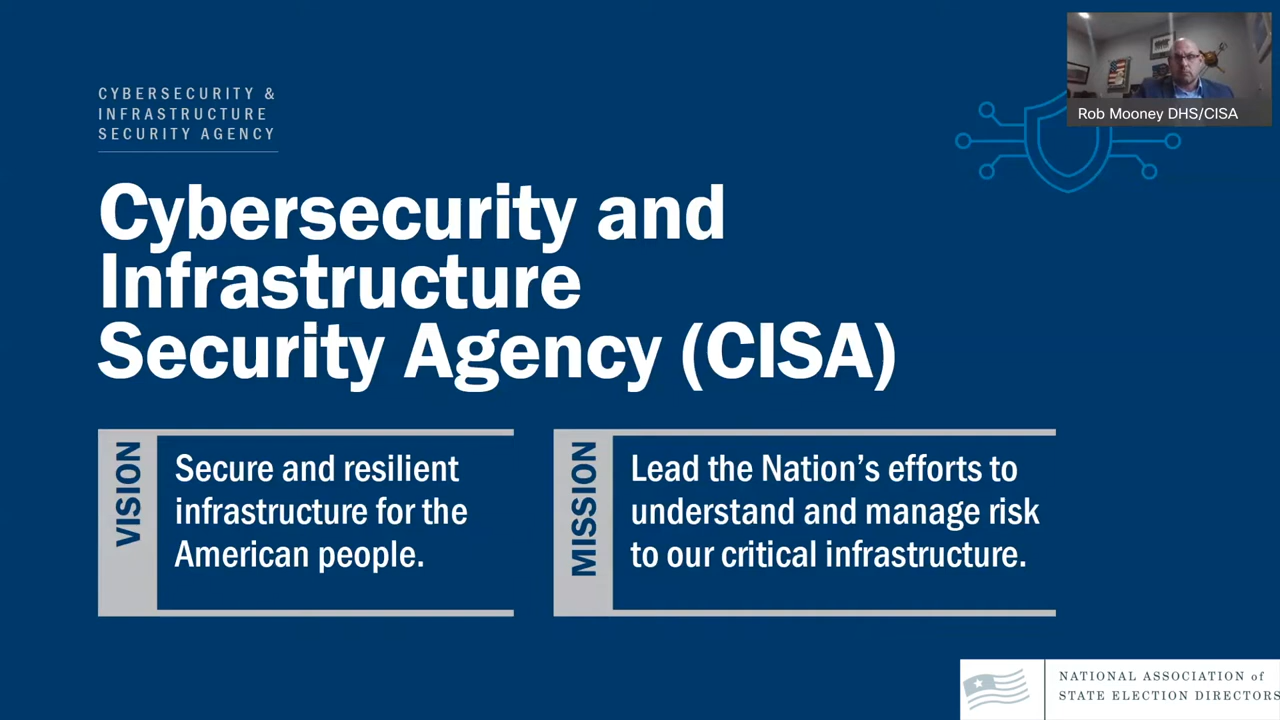 CYBERSECURITY &
INFRASTRUCTURE
SECURITY AGENCY
Rob Mooney DHS/CISA
Cybersecurity and
Infrastructure
Security Agency (CISA)
VISION
Secure and resilient
infrastructure for the
American people.
MISSION
Lead the Nation’s efforts to
understand and manage risk
to our critical infrastructure.
NATIONAL ASSOCIATION of
STATE ELECTION DIRECTORS